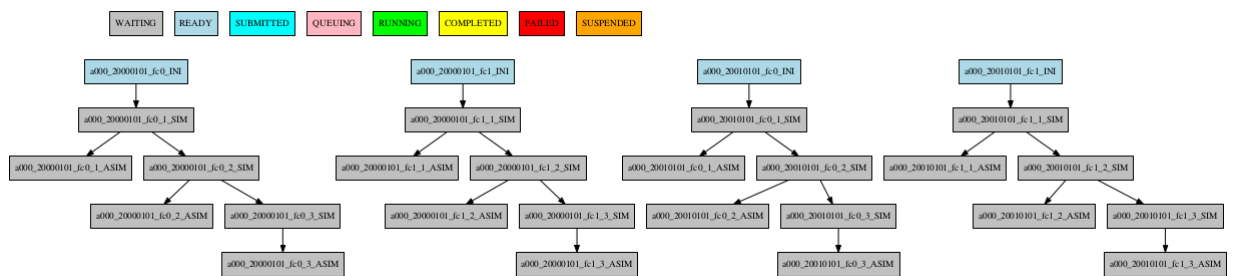 WAITING READY SUBMITTED QUEUING RUNNING COMPLETED FAILED SUSPENDED
a000_20000101_fc0_INI a000_20000101_fc1_INI a000_20010101_fc0_INI a000_20010101_fc1_INI
a000_20000101_fc0_1_SIM a000_20000101_fc1_1_SIM a000_20010101_fc0_1_SIM a000_20010101_fc1_1_SIM
a000_20000101_fc0_1_ASIM a000_20000101_fc0_2_SIM a000_20000101_fc1_1_ASIM a000_20000101_fc1_2_SIM a000_20010101_fc0_1_ASIM a000_20010101_fc0_2_SIM a000_20010101_fc1_1_ASIM a000_20010101_fc1_2_SIM
a000_20000101_fc0_2_ASIM a000_20000101_fc0_3_SIM a000_20000101_fc1_2_ASIM a000_20000101_fc1_3_SIM a000_20010101_fc0_2_ASIM a000_20010101_fc0_3_SIM a000_20010101_fc1_2_ASIM a000_20010101_fc1_3_SIM
a000_20000101_fc0_3_ASIM a000_20000101_fc1_3_ASIM a000_20010101_fc0_3_ASIM a000_20010101_fc1_3_ASIM